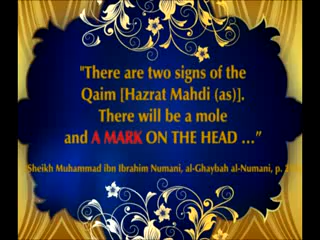 "There are two signs of the
Qaim [Hazrat Mahdi (as)].
There will be a mole
and A MARK ON THE HEAD ...”
Sheikh Muhammad ibn Ibrahim Numani, al-Ghaybah al-Numani, p. 2